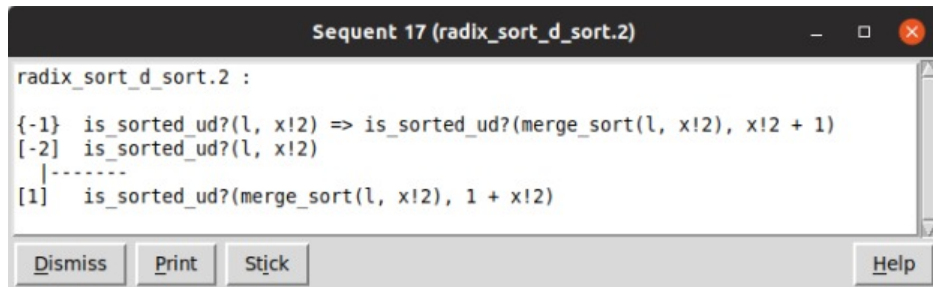 Sequent 17 (radix_sort_d_sort.2)
radix_sort_d_sort.2 :
{-1} is_sorted_ud?(l, x!2) => is_sorted_ud?(merge_sort(l, x!2), x!2 + 1)
[-2] is_sorted_ud?(l, x!2)
|-------
[1] is_sorted_ud?(merge_sort(l, x!2), 1 + x!2)
Dismiss Print Stick Help